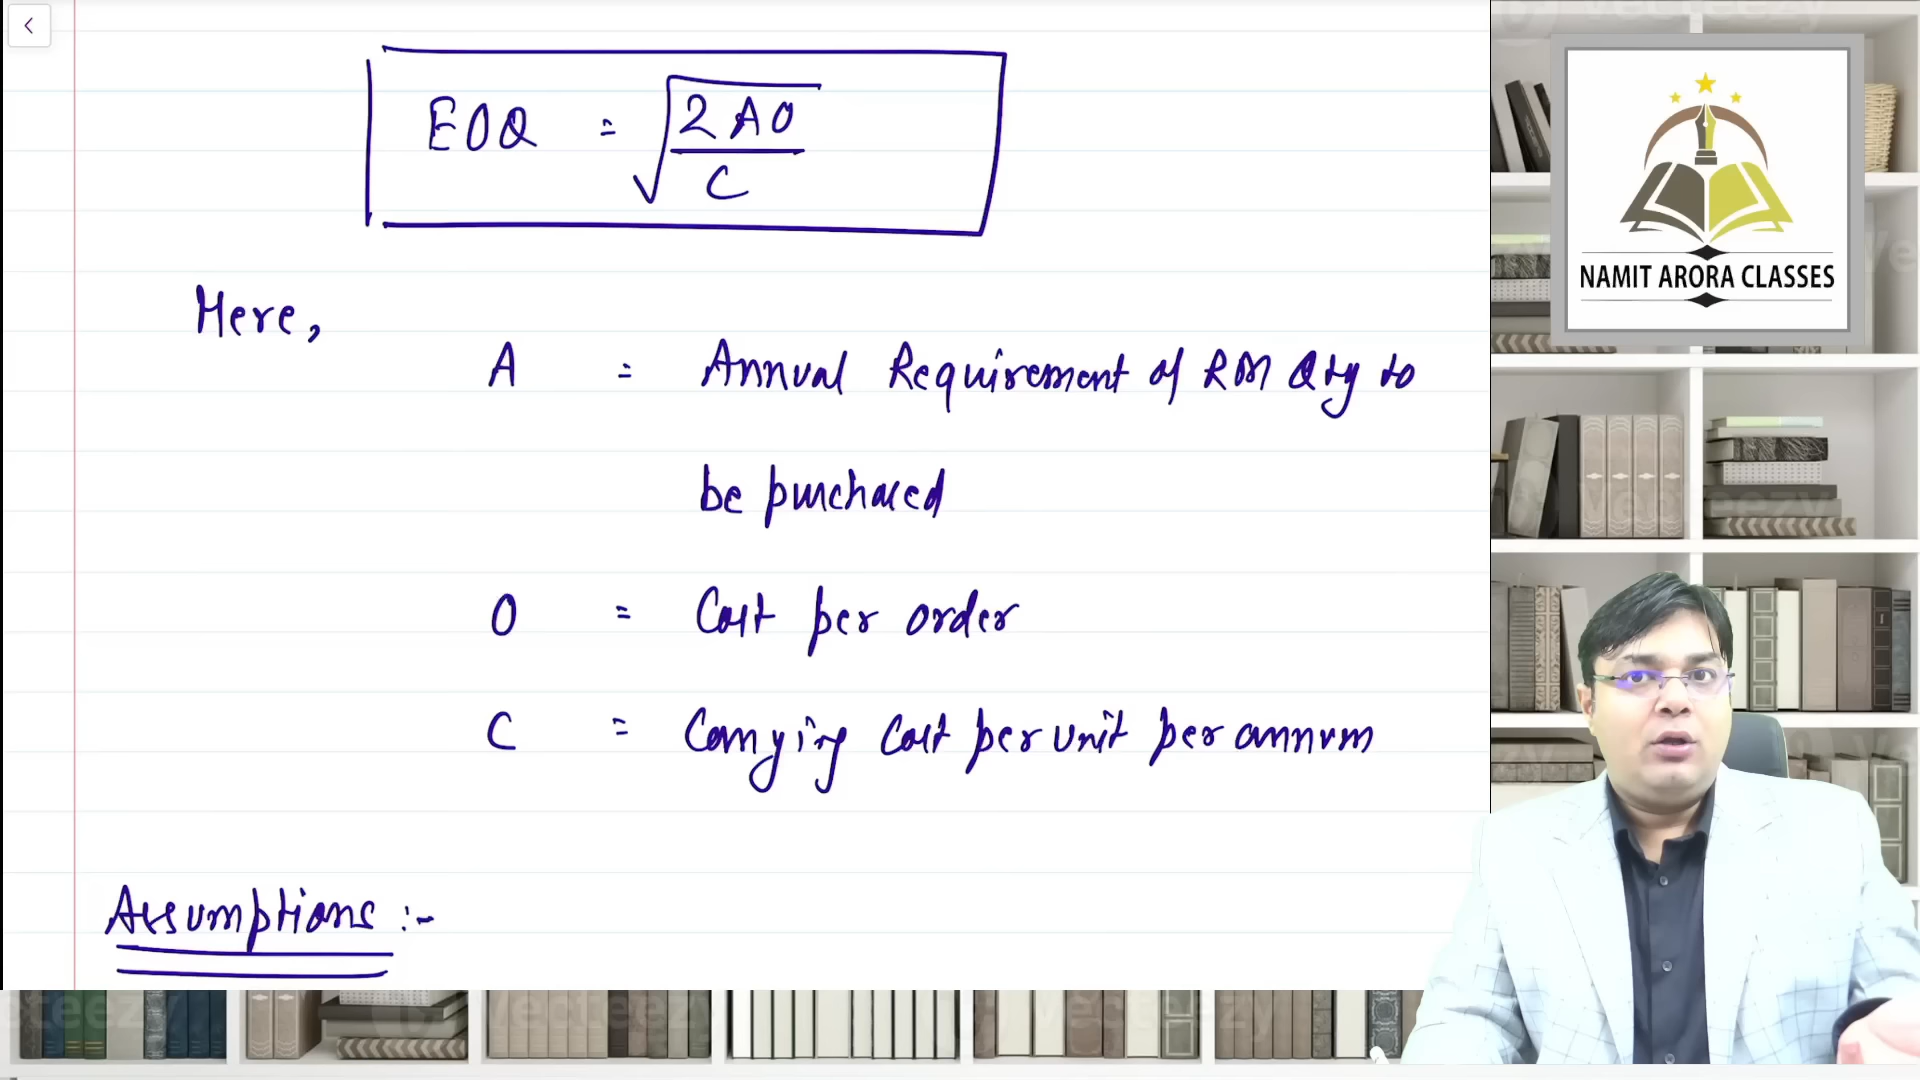 EOQ = √2AO
C
Here,
A = Annual Requirement of RM Qty to
be purchased
O = Cost per order
C = Carrying Cost per unit per annum
Assumptions :-
NAMIT ARORA CLASSES